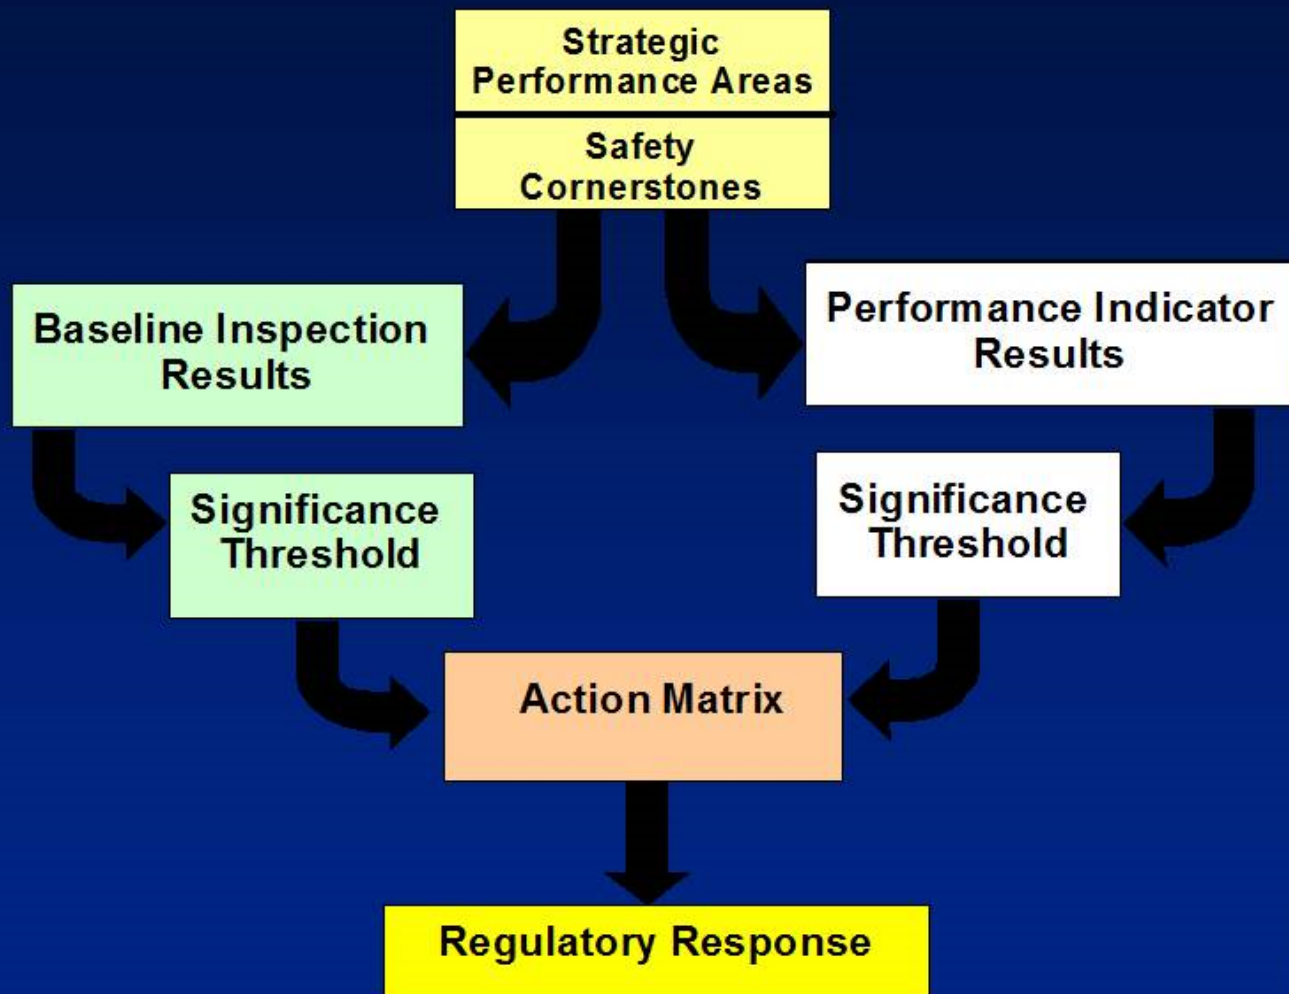 Strategic
Performance Areas
Safety
Cornerstones
Baseline Inspection
Results
Performance Indicator
Results
Significance
Threshold
Significance
Threshold
Action Matrix
Regulatory Response